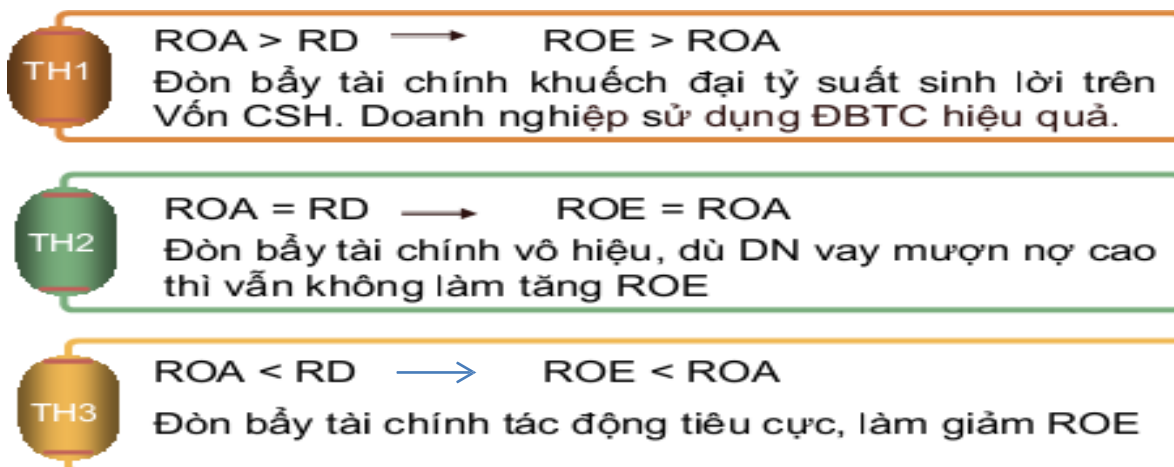 TH1
ROA > RD → ROE > ROA
Đòn bẩy tài chính khuếch đại tỷ suất sinh lời trên
Vốn CSH. Doanh nghiệp sử dụng ĐBTC hiệu quả.
TH2
ROA = RD → ROE = ROA
Đòn bẩy tài chính vô hiệu, dù DN vay mượn nợ cao
thì vẫn không làm tăng ROE
TH3
ROA < RD → ROE < ROA
Đòn bẩy tài chính tác động tiêu cực, làm giảm ROE